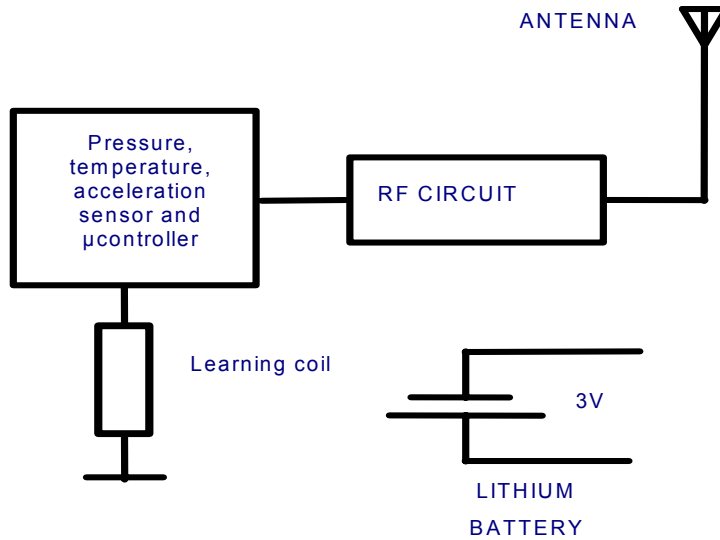 ANTENNA
Pressure,
temperature,
acceleration
sensor and
µcontroller
RF CIRCUIT
Learning coil
3V
LITHIUM
BATTERY